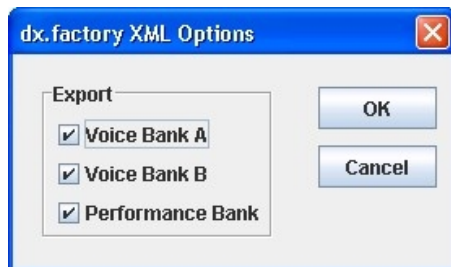 dx.factory XML Options
Export
Voice Bank A
Voice Bank B
Performance Bank
OK
Cancel